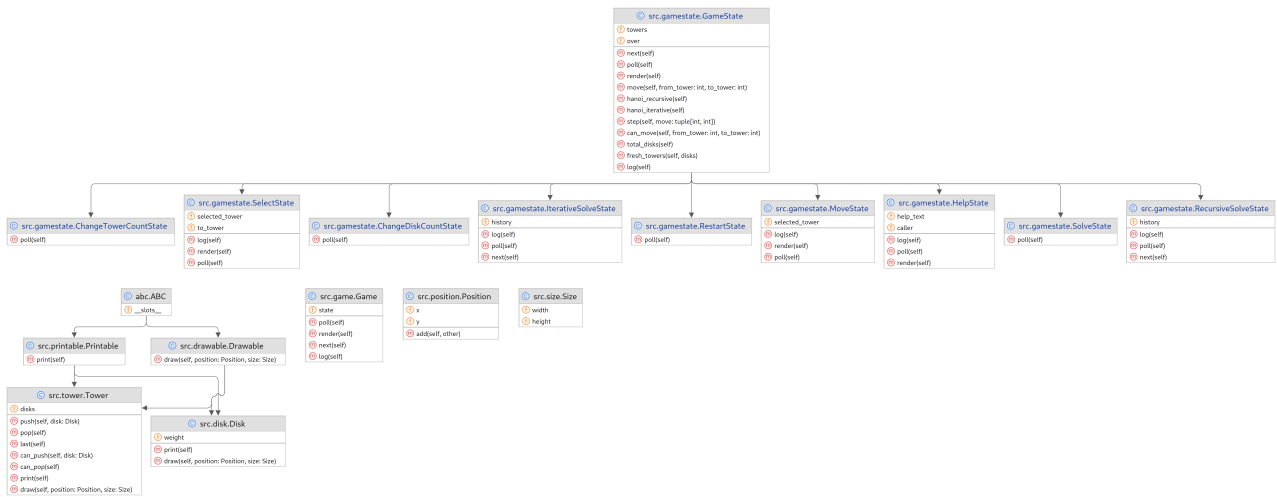 src.gamestate.GameState
towers
over
next(self)
poll(self)
render(self)
move(self, from_tower: int, to_tower: int)
hanoi_recursive(self)
hanoi_iterative(self)
step(self, move: tuple[int, int])
can_move(self, from_tower: int, to_tower: int)
total_disks(self)
fresh_towers(self, disks)
log(self)
src.gamestate.ChangeTowerCountState
poll(self)
src.gamestate.SelectState
selected_tower
to_tower
log(self)
render(self)
poll(self)
src.gamestate.ChangeDiskCountState
poll(self)
src.gamestate.IterativeSolveState
history
log(self)
poll(self)
next(self)
src.gamestate.RestartState
poll(self)
src.gamestate.MoveState
selected_tower
log(self)
render(self)
poll(self)
src.gamestate.HelpState
help_text
caller
log(self)
poll(self)
render(self)
src.gamestate.SolveState
poll(self)
src.gamestate.RecursiveSolveState
history
log(self)
poll(self)
next(self)
abc.ABC
__slots__
src.printable.Printable
print(self)
src.drawable.Drawable
draw(self, position: Position, size: Size)
src.tower.Tower
disks
push(self, disk: Disk)
pop(self)
last(self)
can_push(self, disk: Disk)
can_pop(self)
print(self)
draw(self, position: Position, size: Size)
src.disk.Disk
weight
print(self)
draw(self, position: Position, size: Size)
src.game.Game
state
poll(self)
render(self)
next(self)
log(self)
src.position.Position
x
y
add(self, other)
src.size.Size
width
height